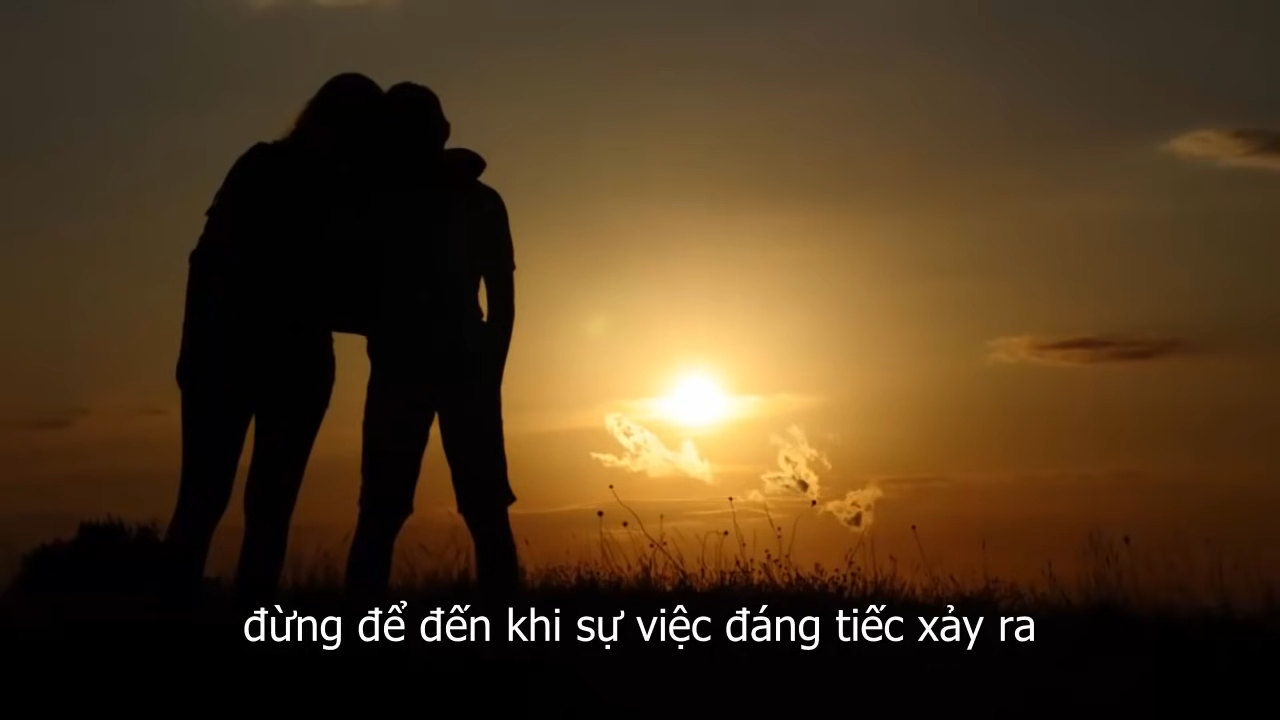 đừng để đến khi sự việc đáng tiếc xảy ra